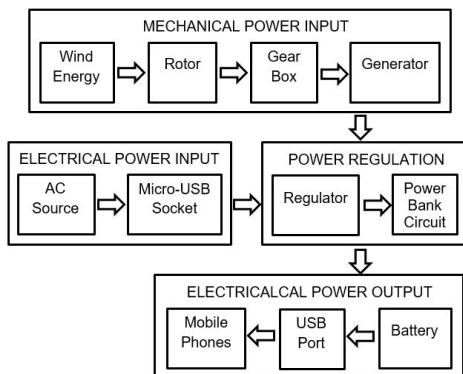 MECHANICAL POWER INPUT
Wind
Energy
Rotor
Gear
Box
Generator
ELECTRICAL POWER INPUT
AC
Source
Micro-USB
Socket
POWER REGULATION
Regulator
Power
Bank
Circuit
ELECTRICALCAL POWER OUTPUT
Mobile
Phones
USB
Port
Battery